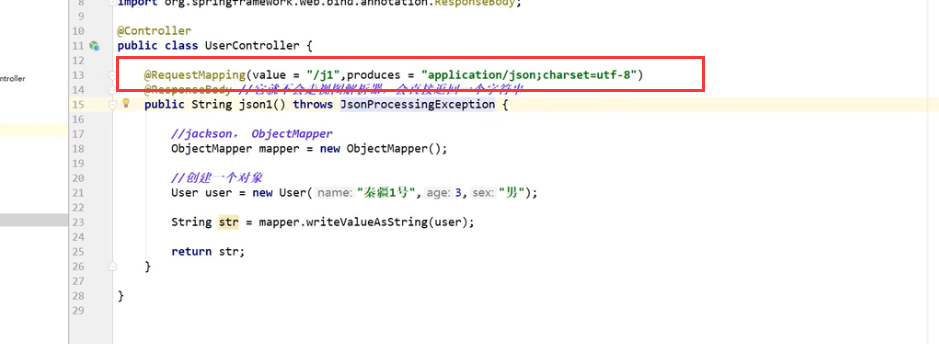 8 import org.springframework.web.bind.annotation.ResponseBody;
9
10 @Controller
11 public class UserController {
12
13 @RequestMapping(value = "/j1",produces = "application/json;charset=utf-8")
14 @ResponseBody //它就不会走视图解析器，会直接返回一个字符串
15 public String json1() throws JsonProcessingException {
16
17 //jackson， ObjectMapper
18 ObjectMapper mapper = new ObjectMapper();
19
20 //创建一个对象
21 User user = new User( name: "秦疆1号", age: 3, sex: "男");
22
23 String str = mapper.writeValueAsString(user);
24
25 return str;
26 }
27
28 }
29
ntroller